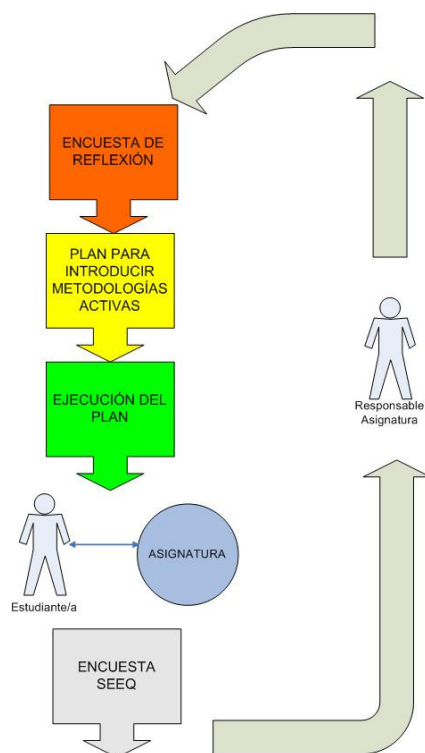 ENCUESTA DE
REFLEXIÓN
PLAN PARA
INTRODUCIR
METODOLOGÍAS
ACTIVAS
EJECUCIÓN DEL
PLAN
Responsable
Asignatura
ASIGNATURA
Estudiante/a
ENCUESTA
SEEQ